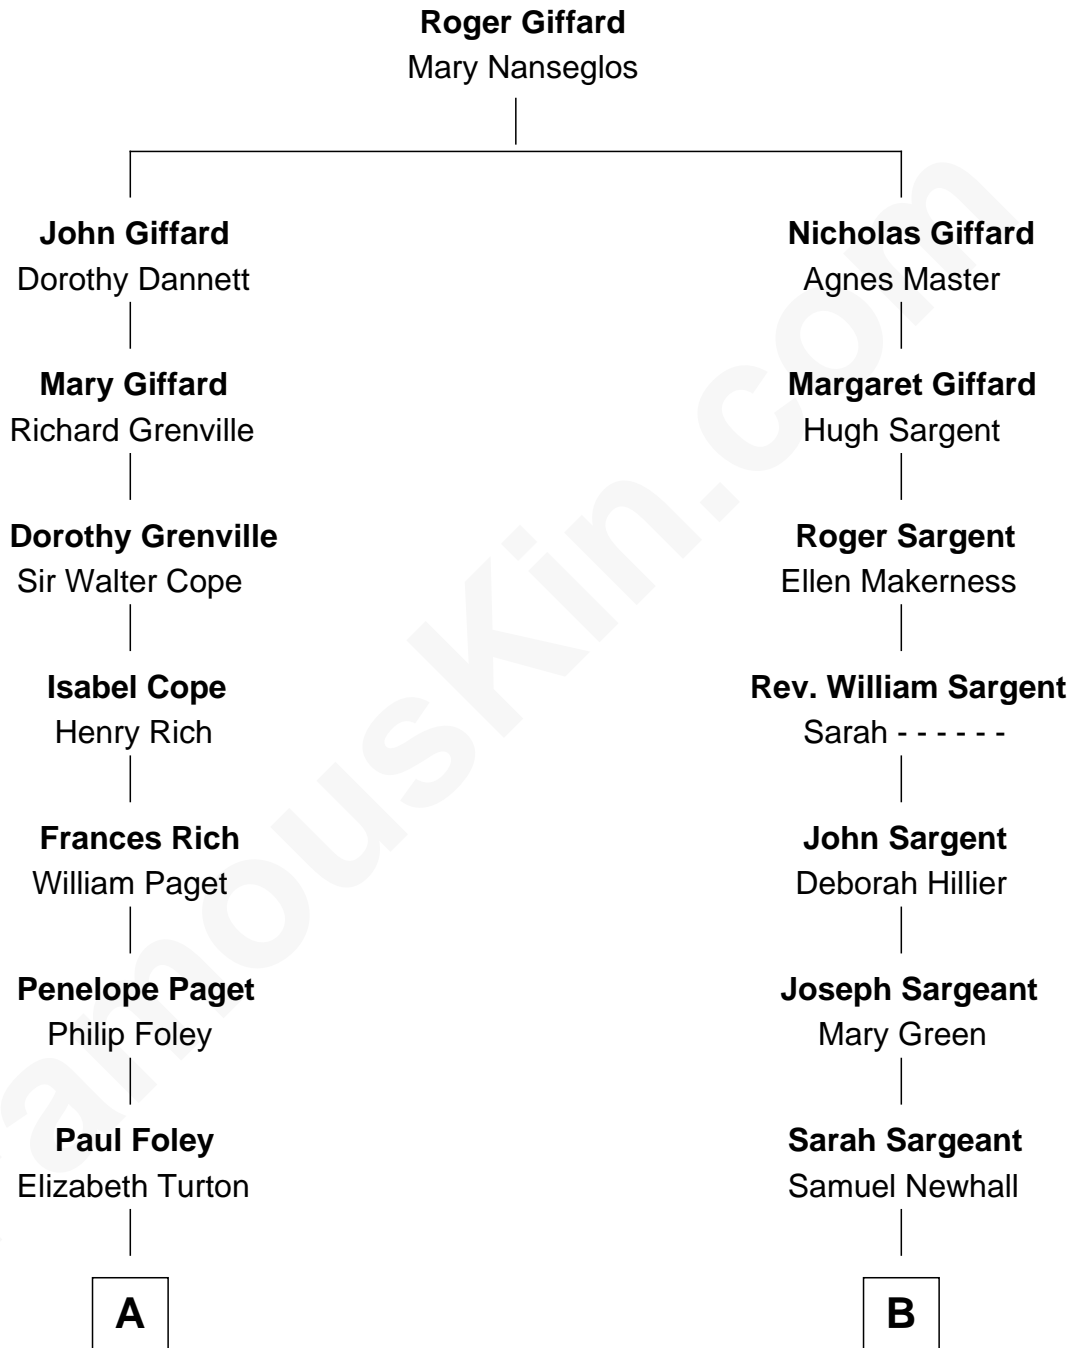 Roger Giffard
Mary Nanseglos
John Giffard
Dorothy Dannett
Nicholas Giffard
Agnes Master
Mary Giffard
Richard Grenville
Margaret Giffard
Hugh Sargent
Dorothy Grenville
Sir Walter Cope
Roger Sargent
Ellen Makerness
Isabel Cope
Henry Rich
Rev. William Sargent
Sarah - - - - - -
Frances Rich
William Paget
John Sargent
Deborah Hillier
Penelope Paget
Philip Foley
Joseph Sargeant
Mary Green
Paul Foley
Elizabeth Turton
Sarah Sargeant
Samuel Newhall
A
B
amousKin.com